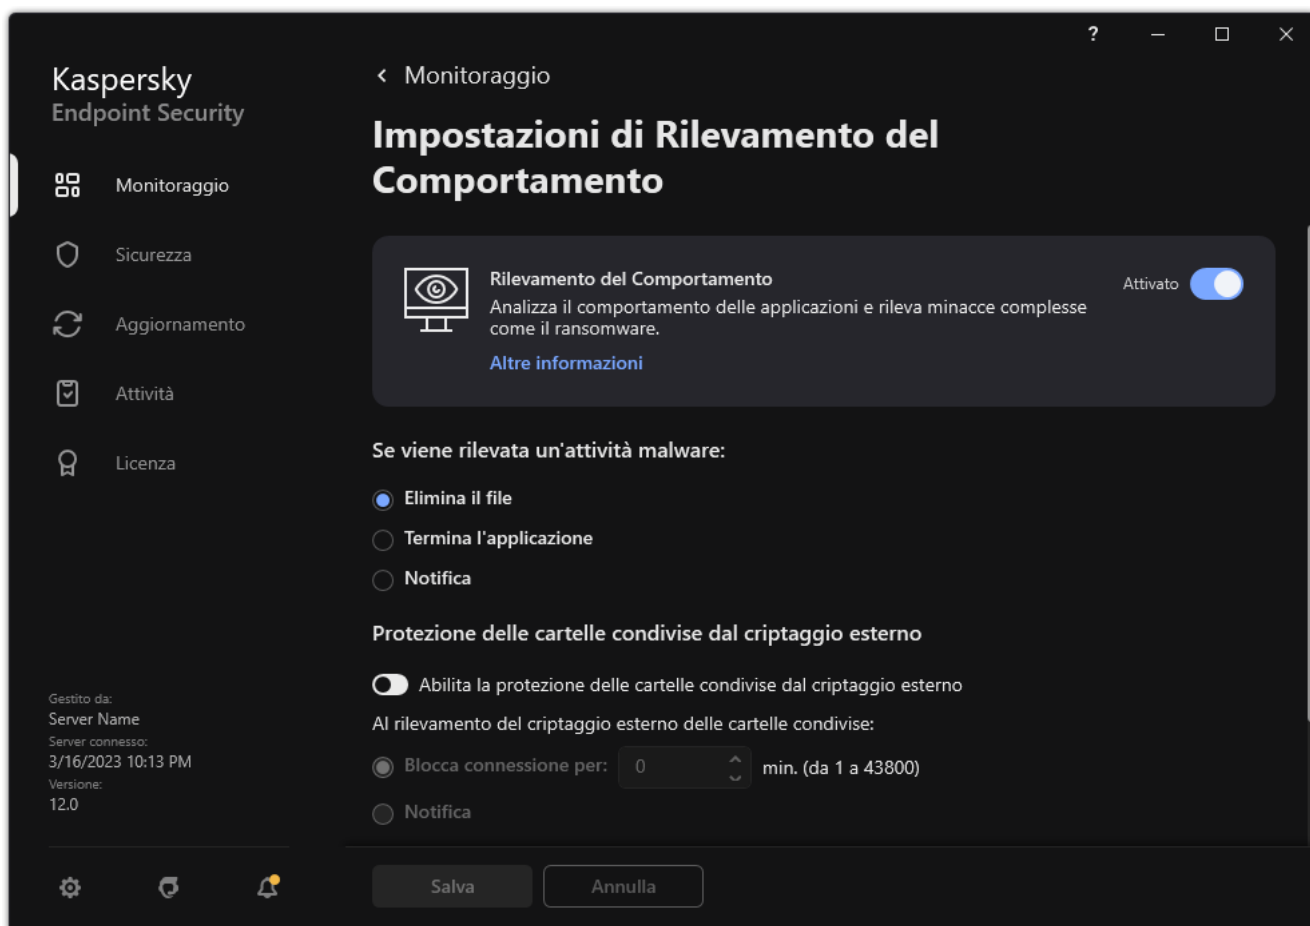 ?
Kaspersky
Endpoint Security
Monitoraggio
Sicurezza
Aggiornamento
Attività
Licenza
Gestito da:
Server Name
Server connesso:
3/16/2023 10:13 PM
Versione:
12.0
Monitoraggio
Impostazioni di Rilevamento del
Comportamento
Rilevamento del Comportamento
Analizza il comportamento delle applicazioni e rileva minacce complesse
come il ransomware.
Altre informazioni
Attivato
Se viene rilevata un'attività malware:
Elimina il file
Termina l'applicazione
Notifica
Protezione delle cartelle condivise dal criptaggio esterno
Abilita la protezione delle cartelle condivise dal criptaggio esterno
Al rilevamento del criptaggio esterno delle cartelle condivise:
Blocca connessione per: 0 min. (da 1 a 43800)
Notifica
Salva Annulla